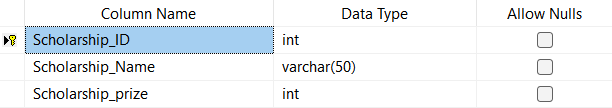 Column Name Data Type Allow Nulls
Scholarship_ID int
Scholarship_Name varchar(50)
Scholarship_prize int